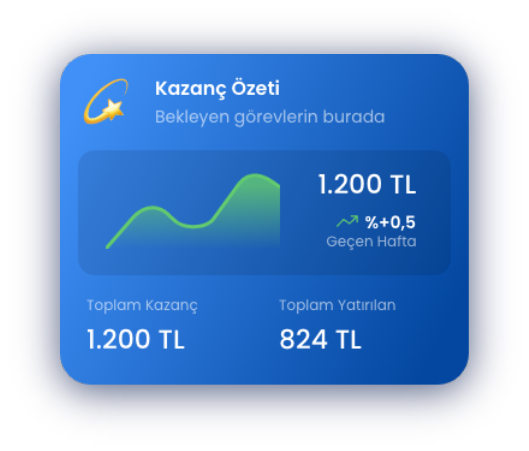 Kazanç Özeti
Bekleyen görevlerin burada
1.200 TL
%+0,5
Geçen Hafta
Toplam Kazanç
Toplam Yatırılan
1.200 TL
824 TL